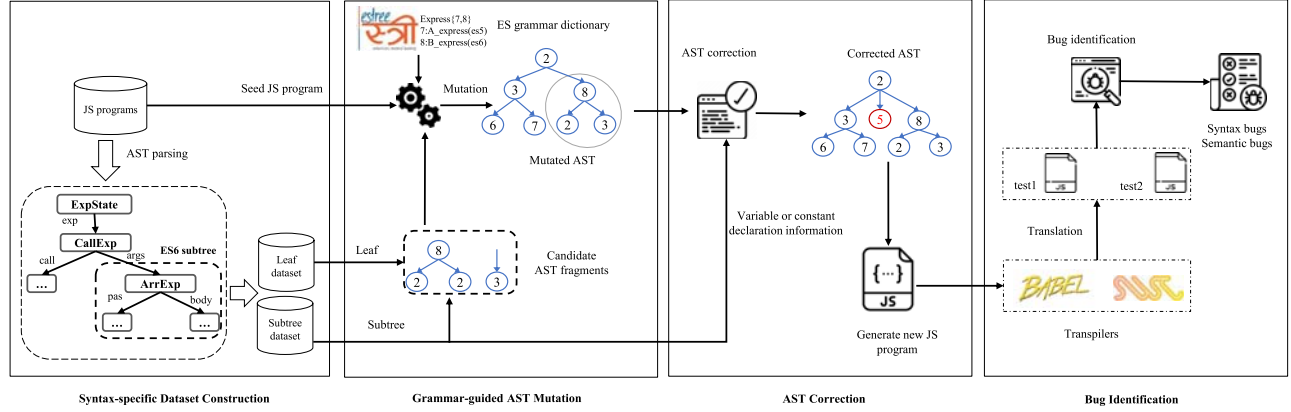 JS programs
AST parsing
ExpState
exp
CallExp
call
args
ES6 subtree
...
ArrExp
pas
body
...
...
Leaf
dataset
Subtree
dataset
Syntax-specific Dataset Construction
Seed JS program
estree
स्त्री
Express{7,8}
7:A_express(es5)
8:B_express(es6)
ES grammar dictionary
Mutation
2
3
8
6
7
2
3
Mutated AST
Leaf
Subtree
8
2
2
3
Candidate
AST fragments
Grammar-guided AST Mutation
AST correction
Variable or constant
declaration information
Corrected AST
2
3
5
8
6
7
2
3
{...}
JS
Generate new JS
program
AST Correction
Bug identification
Syntax bugs
Semantic bugs
test1
JS
test2
JS
Translation
BABEL
SWC
Transpilers
Bug Identification